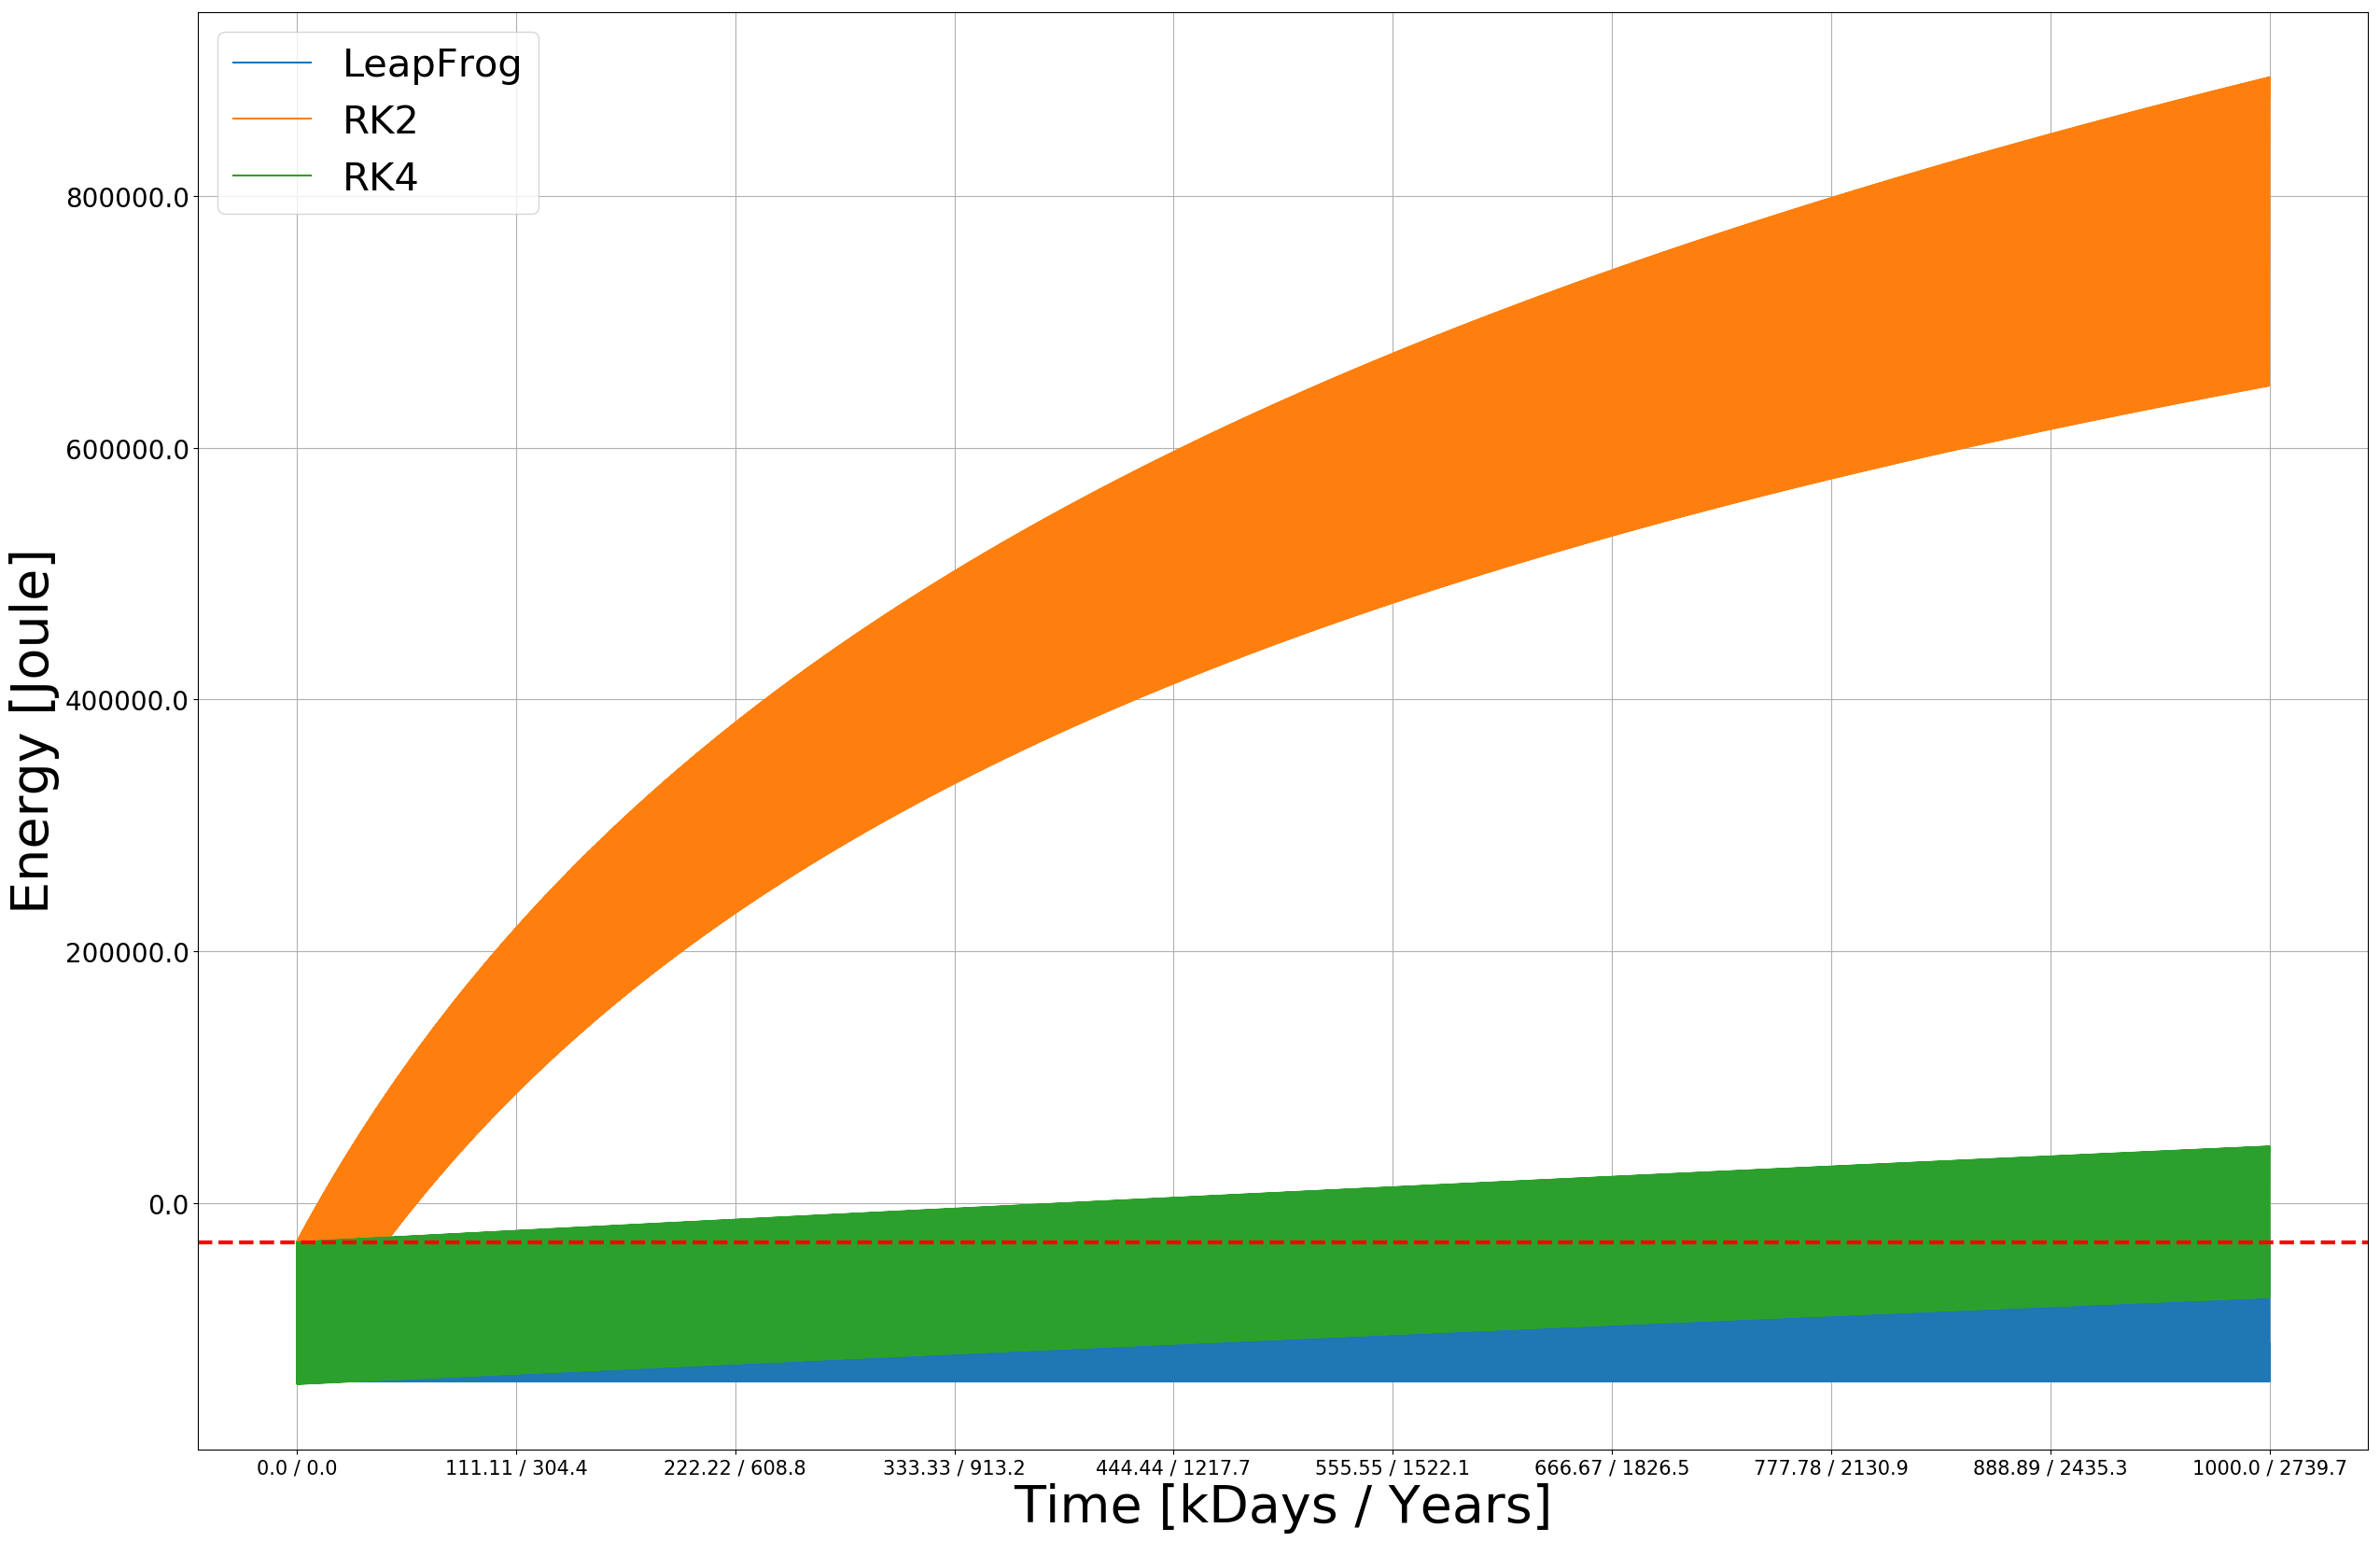 LeapFrog
RK2
RK4
Energy [Joule]
800000.0
600000.0
400000.0
200000.0
0.0
0.0 / 0.0
111.11 / 304.4
222.22 / 608.8
333.33 / 913.2
444.44 / 1217.7
555.55 / 1522.1
666.67 / 1826.5
777.78 / 2130.9
888.89 / 2435.3
1000.0 / 2739.7
Time [kDays / Years]